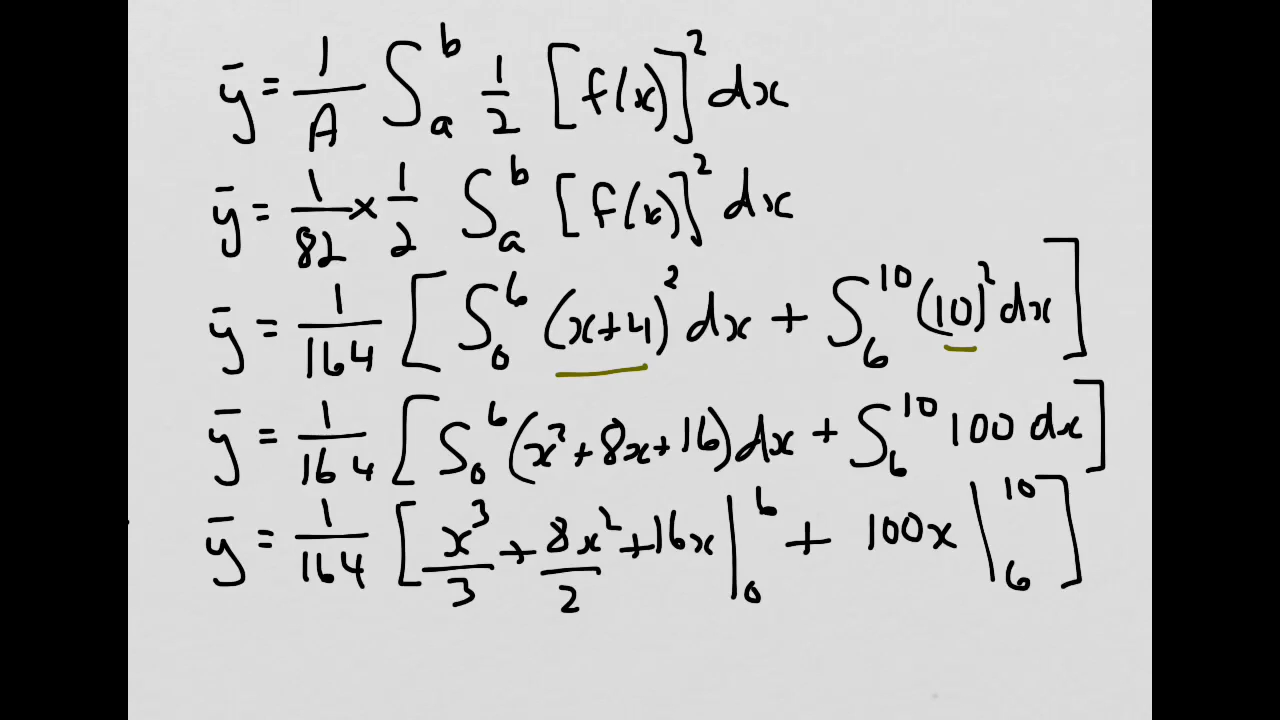 ȳ = 1/A ∫_a^b 1/2 [f(x)]² dx
ȳ = 1/82 × 1/2 ∫_a^b [f(x)]² dx
ȳ = 1/164 [∫_0^6 (x+4)² dx + ∫_6^10 (10)² dx]
ȳ = 1/164 [∫_0^6 (x²+8x+16) dx + ∫_6^10 100 dx]
ȳ = 1/164 [x³/3 + 8x²/2 + 16x |_0^6 + 100x |_6^10]